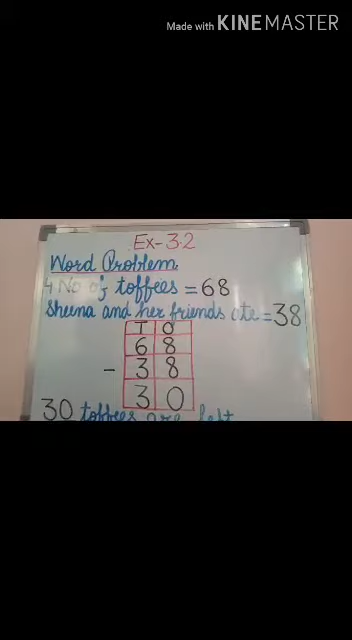 Made with KINEMASTER
Ex-3.2
Word Problem.
4 No of toffees = 68
Sheena and her friends ate = 38
T O
6 8
- 3 8
3 0
30 toffees are left